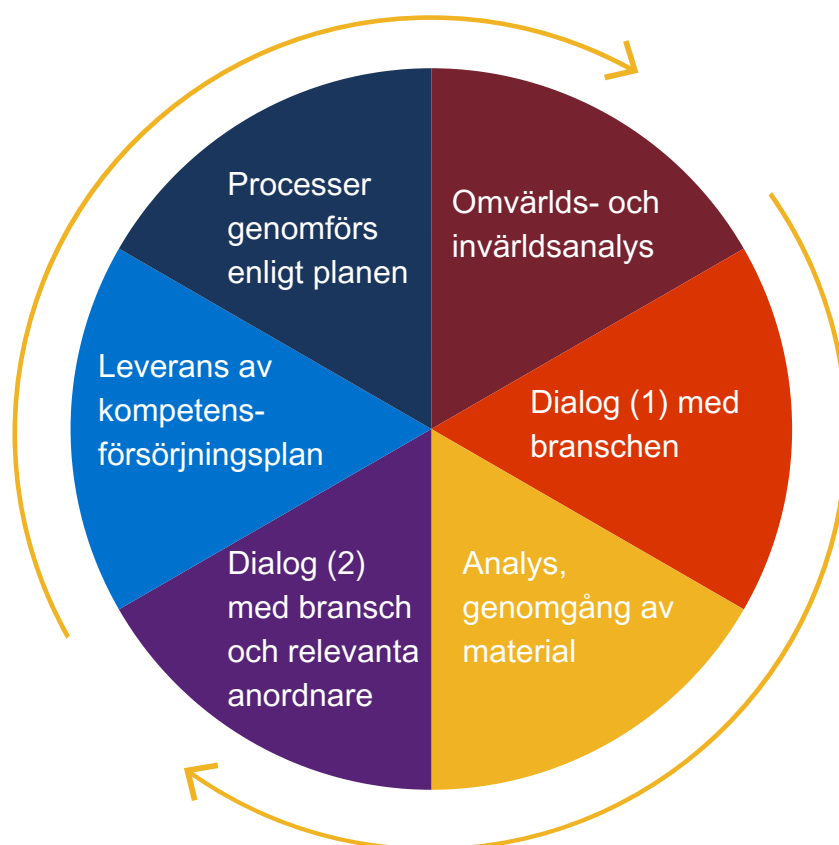 Omvärlds- och
invärldsanalys
Dialog (1) med
branschen
Analys,
genomgång av
material
Dialog (2)
med bransch
och relevanta
anordnare
Leverans av
kompetens-
försörjningsplan
Processer
genomförs
enligt planen